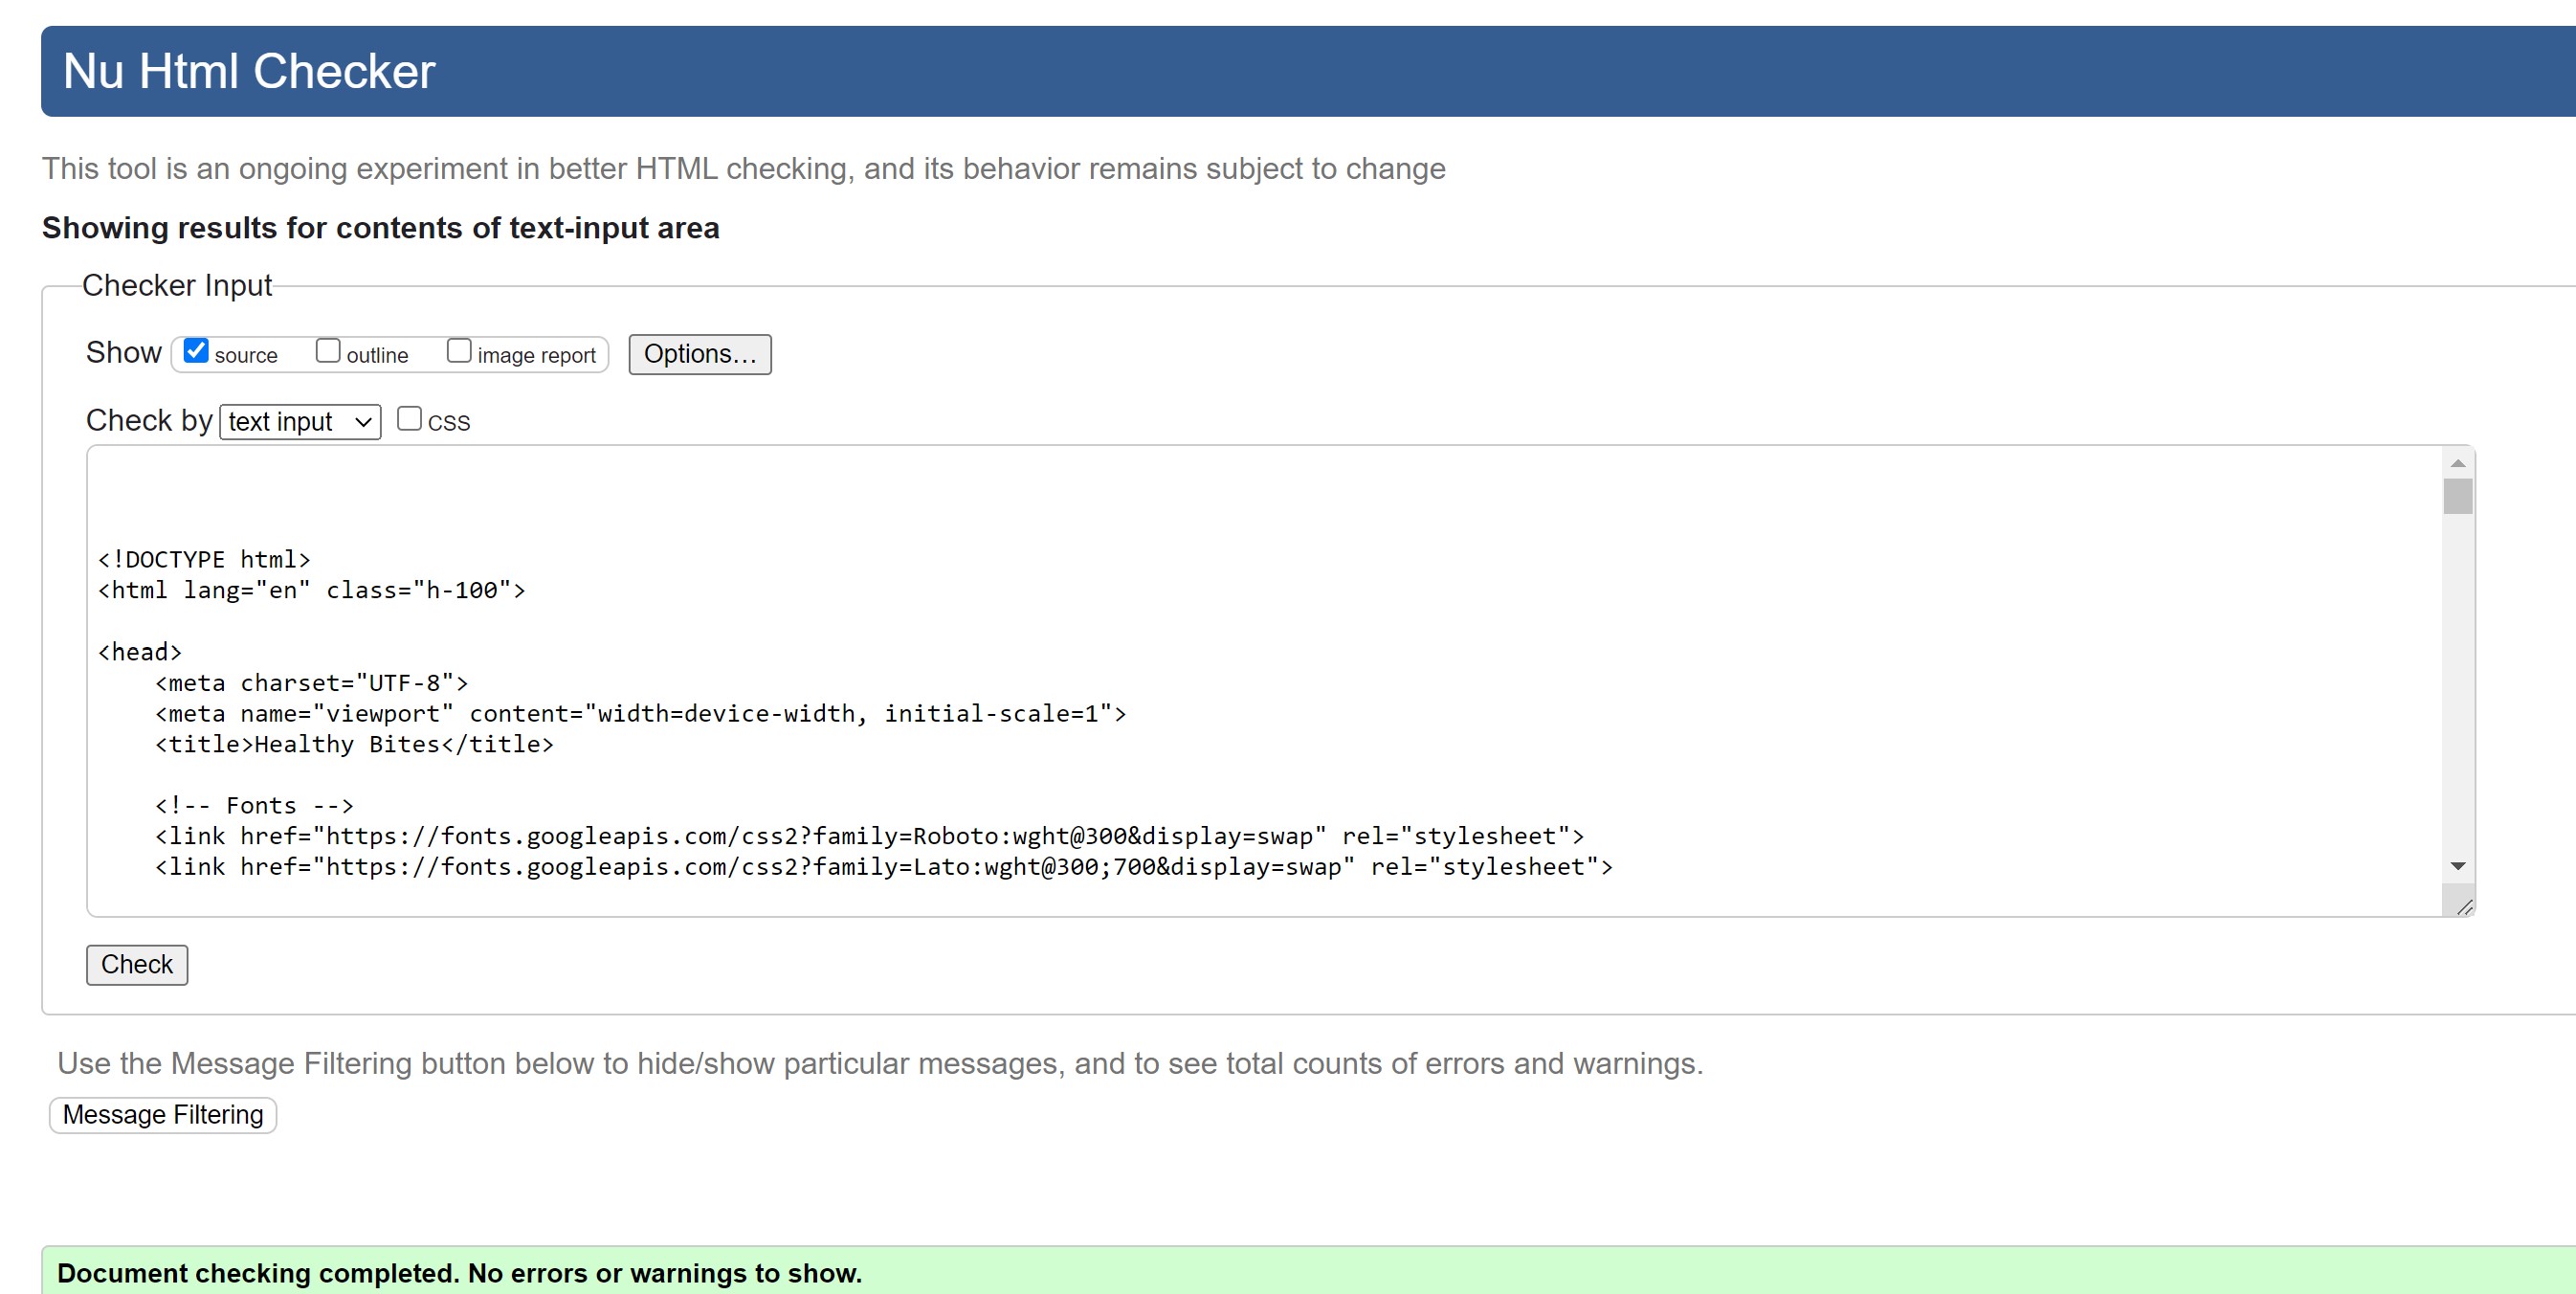 Nu Html Checker
This tool is an ongoing experiment in better HTML checking, and its behavior remains subject to change
Showing results for contents of text-input area
Checker Input
Show source outline image report Options...
Check by text input CSS
<!DOCTYPE html>
<html lang="en" class="h-100">
<head>
    <meta charset="UTF-8">
    <meta name="viewport" content="width=device-width, initial-scale=1">
    <title>Healthy Bites</title>
    <!-- Fonts -->
    <link href="https://fonts.googleapis.com/css2?family=Roboto:wght@300&display=swap" rel="stylesheet">
    <link href="https://fonts.googleapis.com/css2?family=Lato:wght@300;700&display=swap" rel="stylesheet">
Check
Use the Message Filtering button below to hide/show particular messages, and to see total counts of errors and warnings.
Message Filtering
Document checking completed. No errors or warnings to show.